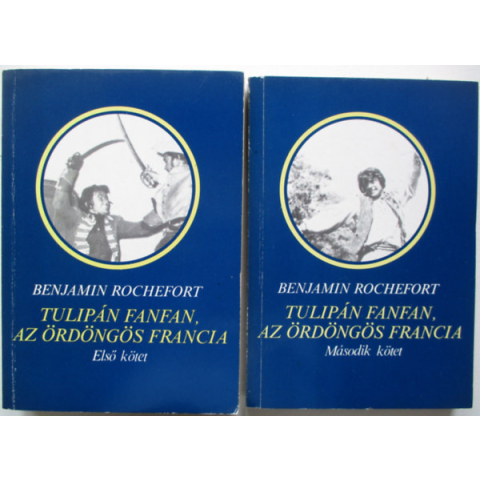 BENJAMIN ROCHEFORT
TULIPÁN FANFAN,
AZ ÖRDÖNGÖS FRANCIA
Első kötet
BENJAMIN ROCHEFORT
TULIPÁN FANFAN,
AZ ÖRDÖNGÖS FRANCIA
Második kötet